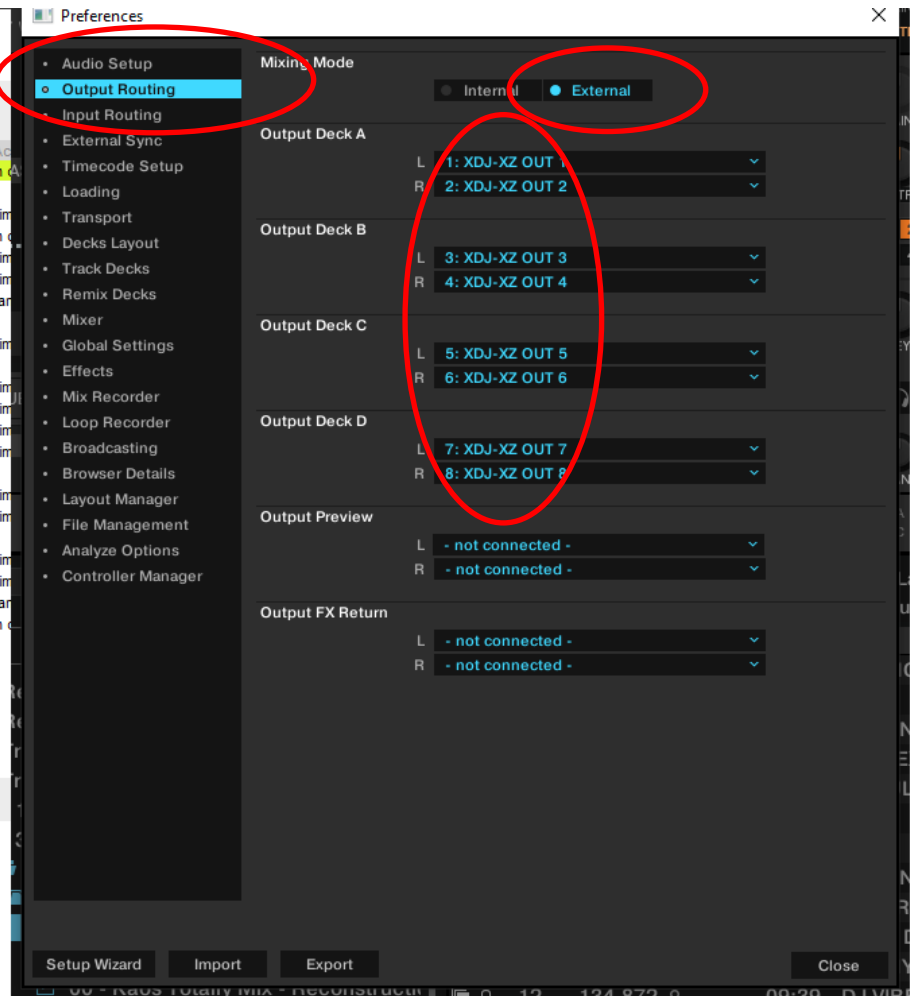 Preferences
Audio Setup
Output Routing
Input Routing
External Sync
Timecode Setup
Loading
Transport
Decks Layout
Track Decks
Remix Decks
Mixer
Global Settings
Effects
Mix Recorder
Loop Recorder
Broadcasting
Browser Details
Layout Manager
File Management
Analyze Options
Controller Manager
Mixing Mode
Internal External
Output Deck A
L 1: XDJ-XZ OUT 1
R 2: XDJ-XZ OUT 2
Output Deck B
L 3: XDJ-XZ OUT 3
R 4: XDJ-XZ OUT 4
Output Deck C
L 5: XDJ-XZ OUT 5
R 6: XDJ-XZ OUT 6
Output Deck D
L 7: XDJ-XZ OUT 7
R 8: XDJ-XZ OUT 8
Output Preview
L - not connected -
R - not connected -
Output FX Return
L - not connected -
R - not connected -
Setup Wizard Import Export Close